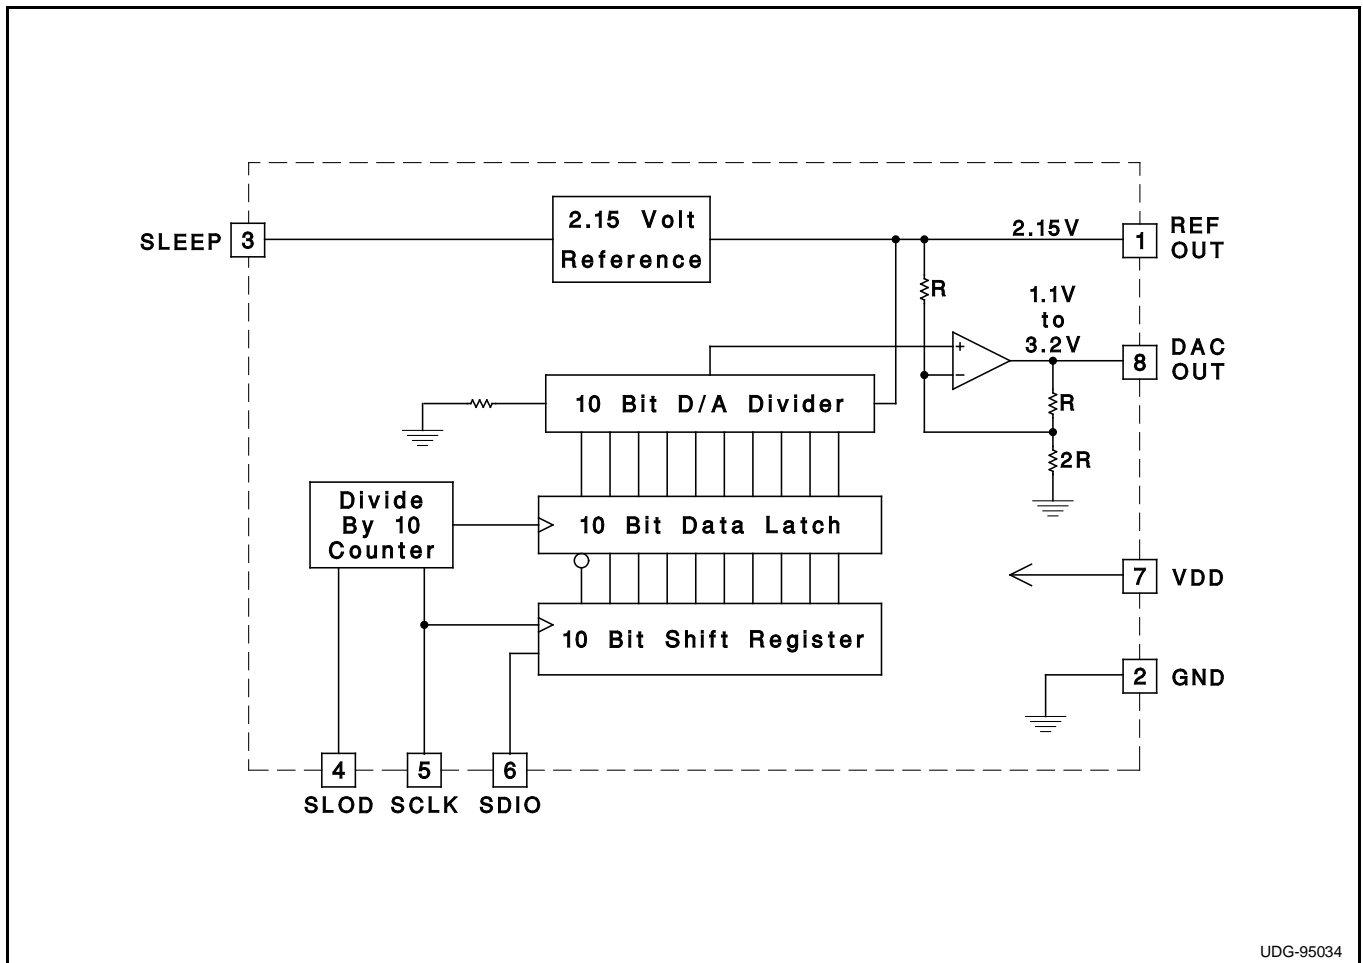 2.15 Volt
Reference
SLEEP
3
2.15V
1
REF
OUT
R
1.1V
to
3.2V
+
−
8
DAC
OUT
10 Bit D/A Divider
R
2R
Divide
By 10
Counter
10 Bit Data Latch
7
VDD
10 Bit Shift Register
2
GND
4
5
6
SLOD
SCLK
SDIO
UDG-95034